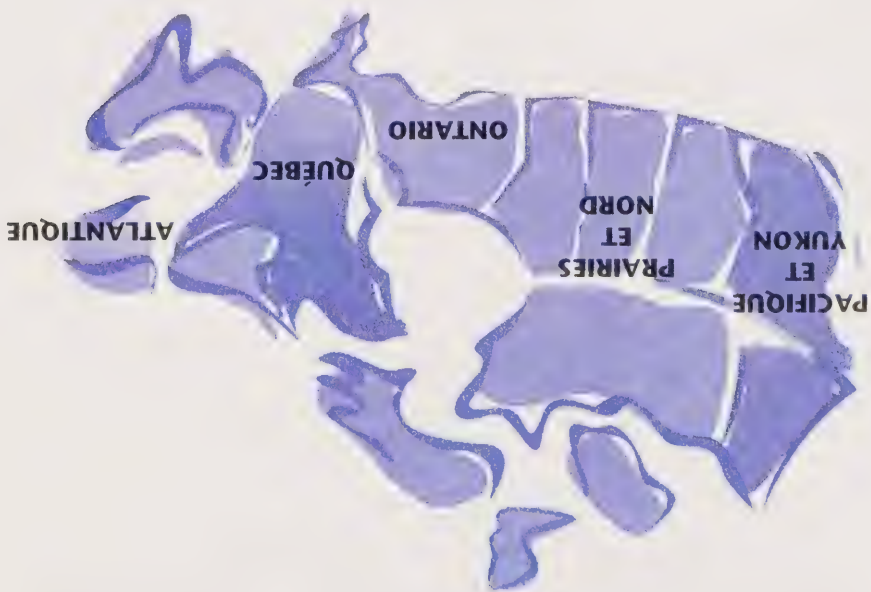 PACIFIQUE
ET
YUKON
PRAIRIES
ET
NORD
ONTARIO
QUÉBEC
ATLANTIQUE